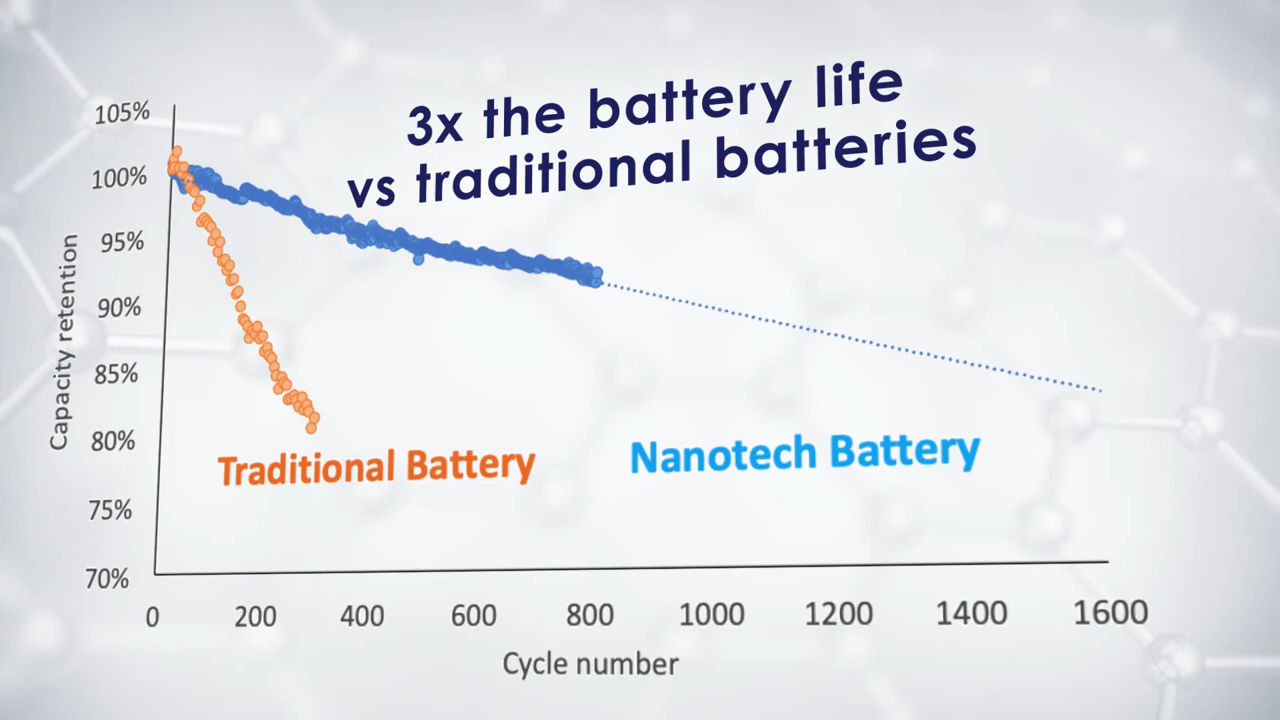 3x the battery life
vs traditional batteries
105%
100%
95%
90%
85%
80%
75%
70%
Capacity retention
Traditional Battery
Nanotech Battery
0 200 400 600 800 1000 1200 1400 1600
Cycle number